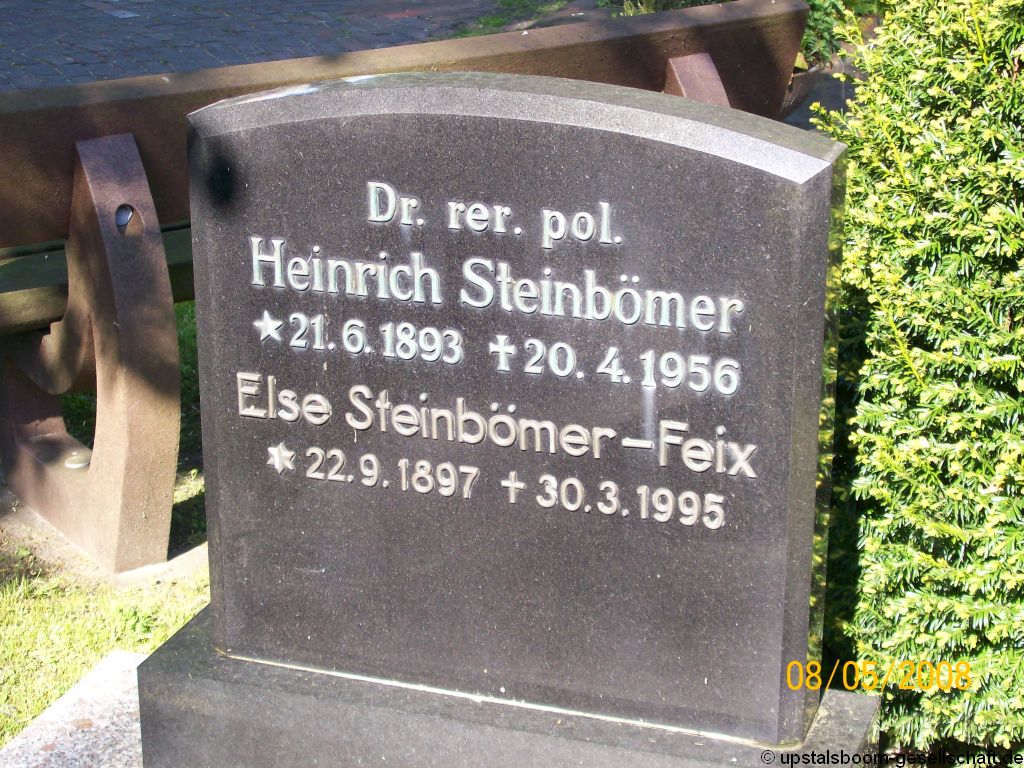 Dr. rer. pol.
Heinrich Steinbömer
★ 21. 6. 1893 ✝ 20. 4. 1956
Else Steinbömer–Feix
★ 22. 9. 1897 ✝ 30. 3. 1995
08/05/2008
© upstalsboom-gesellschaft.de